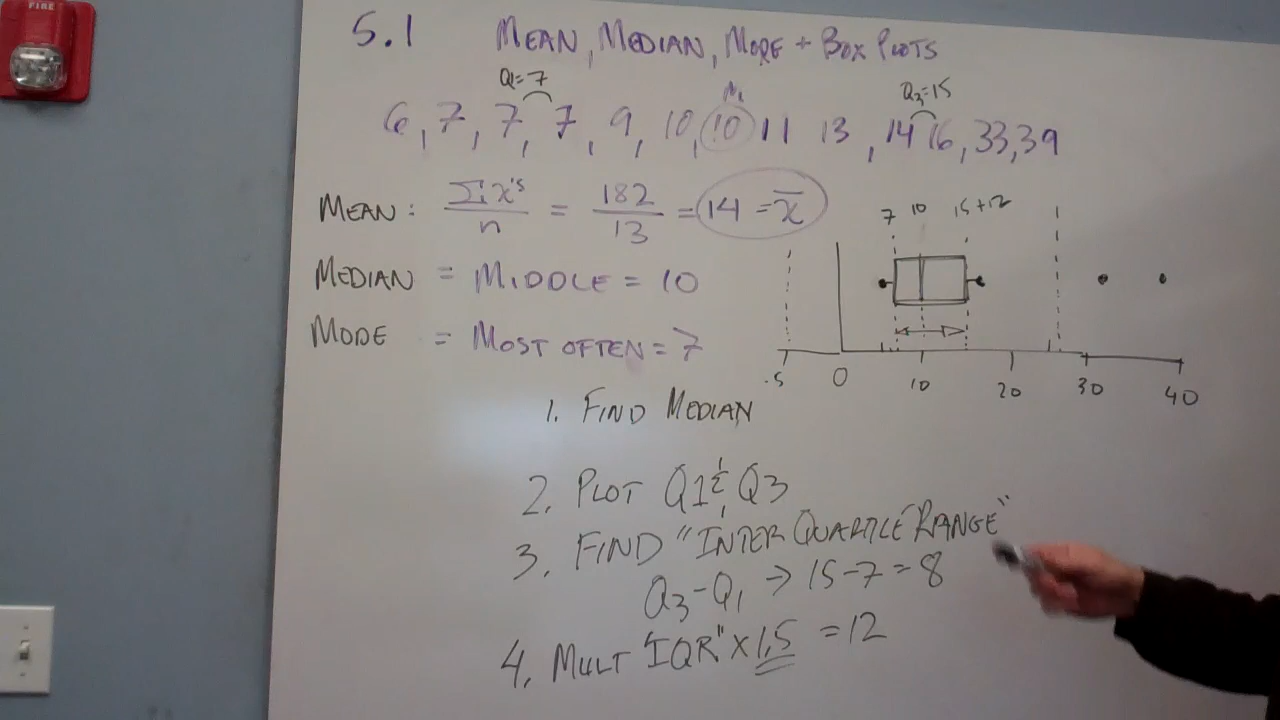 FIRE
5.1 MEAN, MEDIAN, MODE + BOX PLOTS
Q1=7
M
Q3=15
6, 7, 7, 7, 9, 10, 10 11 13, 14 16, 33, 39
MEAN: Σx's / n = 182 / 13 = 14 = x̄
7 10 15+12
MEDIAN = MIDDLE = 10
MODE = MOST OFTEN = 7
-5 0 10 20 30 40
1. FIND MEDIAN
2. PLOT Q1 & Q3
3. FIND "INTER QUARTILE RANGE"
Q3 - Q1 → 15-7=8
4. MULT "IQR" X 1.5 = 12